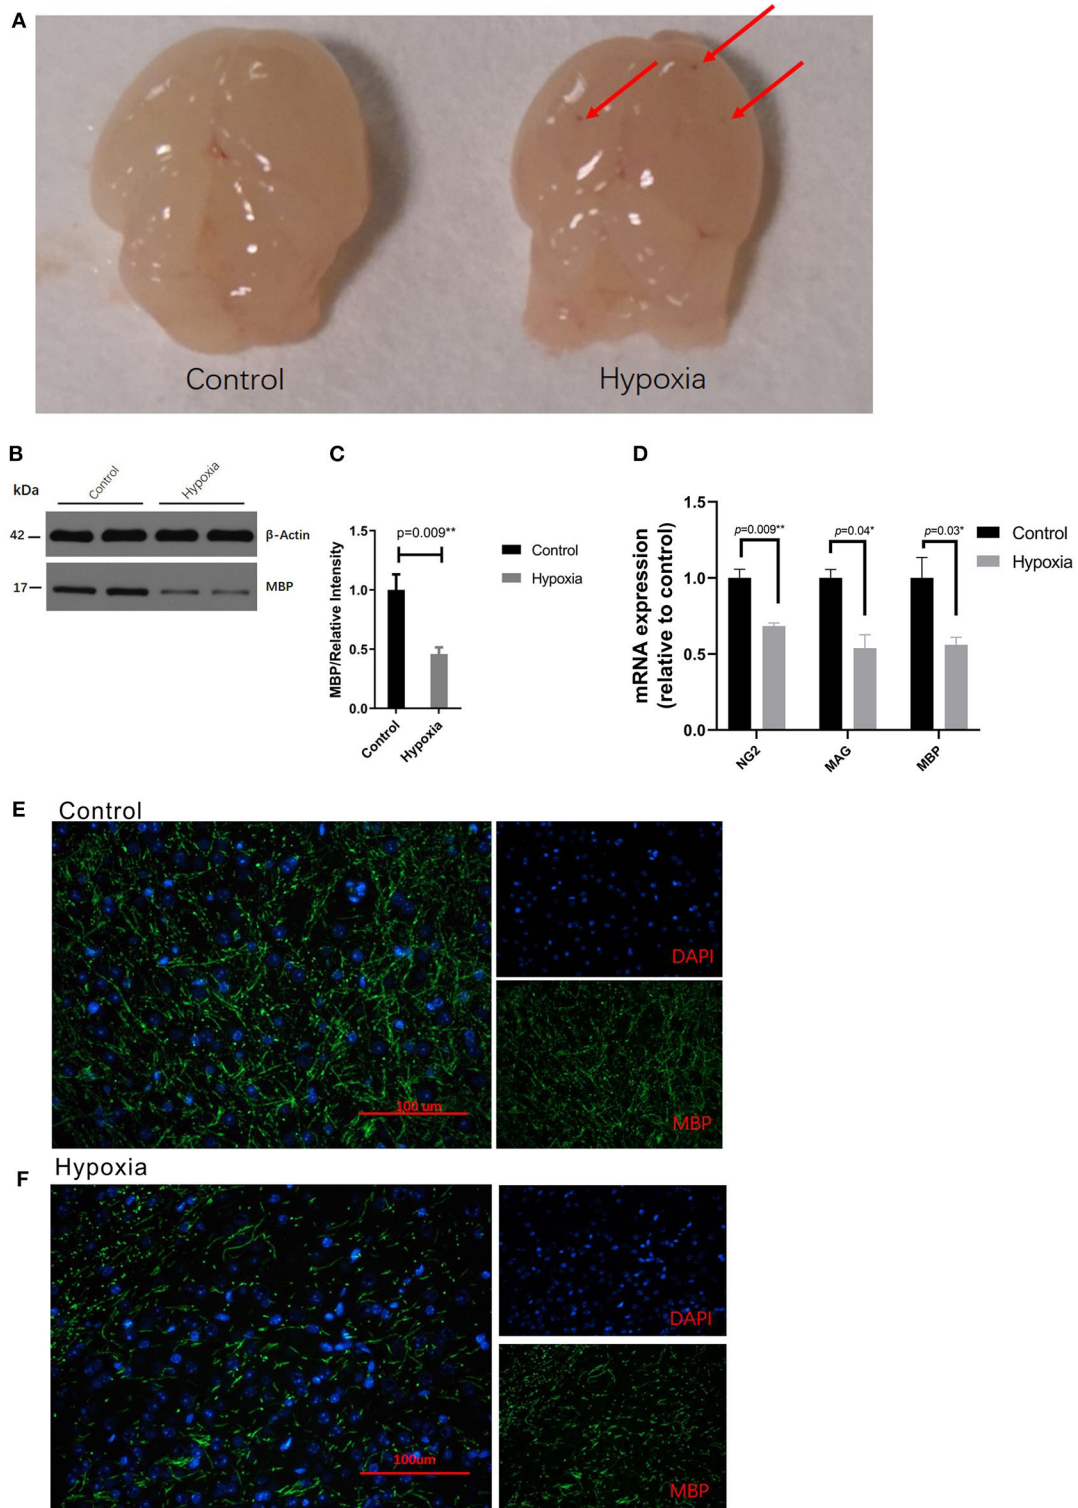 A
Control
Hypoxia
B
kDa
Control
Hypoxia
42
β-Actin
17
MBP
C
p=0.009**
MBP/Relative Intensity
1.5
1.0
0.5
0.0
Control
Hypoxia
Control
Hypoxia
D
mRNA expression
(relative to control)
1.5
1.0
0.5
0.0
p=0.009**
p=0.04*
p=0.03*
NG2
MAG
MBP
Control
Hypoxia
E
Control
100 um
DAPI
MBP
F
Hypoxia
100um
DAPI
MBP